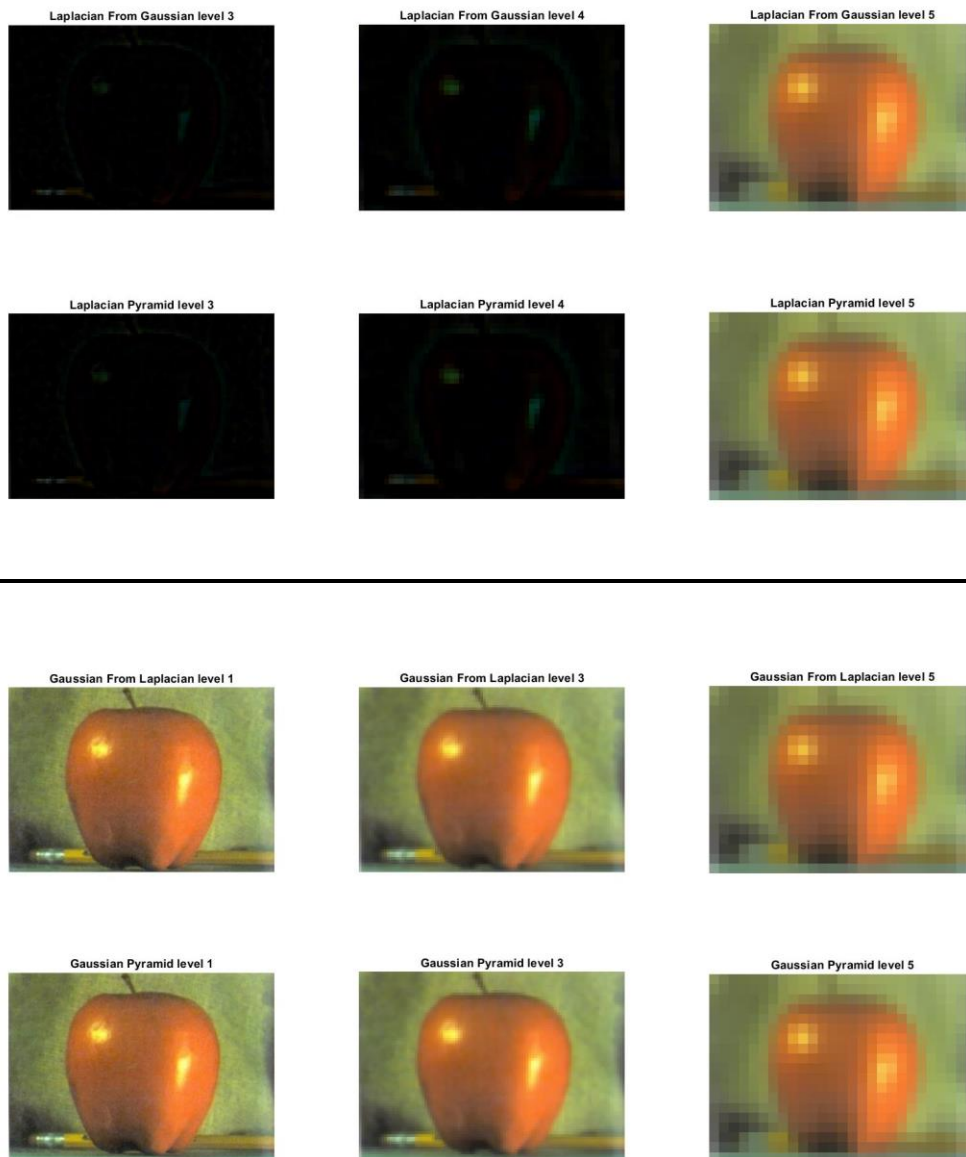 Laplacian From Gaussian level 3
Laplacian From Gaussian level 4
Laplacian From Gaussian level 5
Laplacian Pyramid level 3
Laplacian Pyramid level 4
Laplacian Pyramid level 5
Gaussian From Laplacian level 1
Gaussian From Laplacian level 3
Gaussian From Laplacian level 5
Gaussian Pyramid level 1
Gaussian Pyramid level 3
Gaussian Pyramid level 5